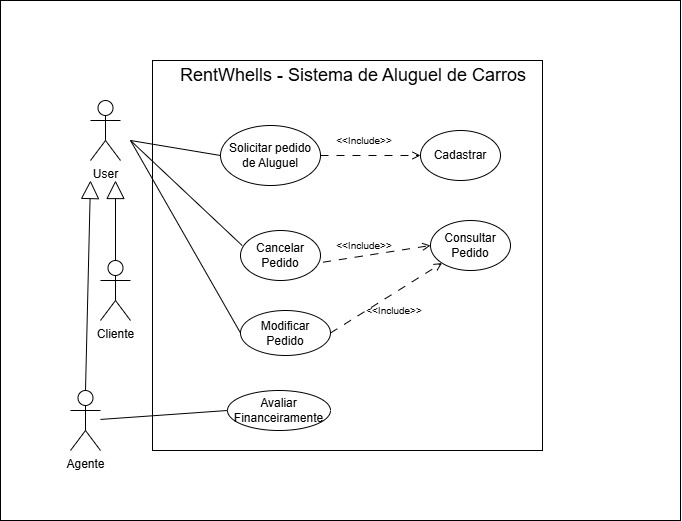 RentWhells - Sistema de Aluguel de Carros
User
Solicitar pedido
de Aluguel
<<Include>>
Cadastrar
Cancelar
Pedido
<<Include>>
Consultar
Pedido
Cliente
Modificar
Pedido
<<Include>>
Avaliar
Financeiramente
Agente